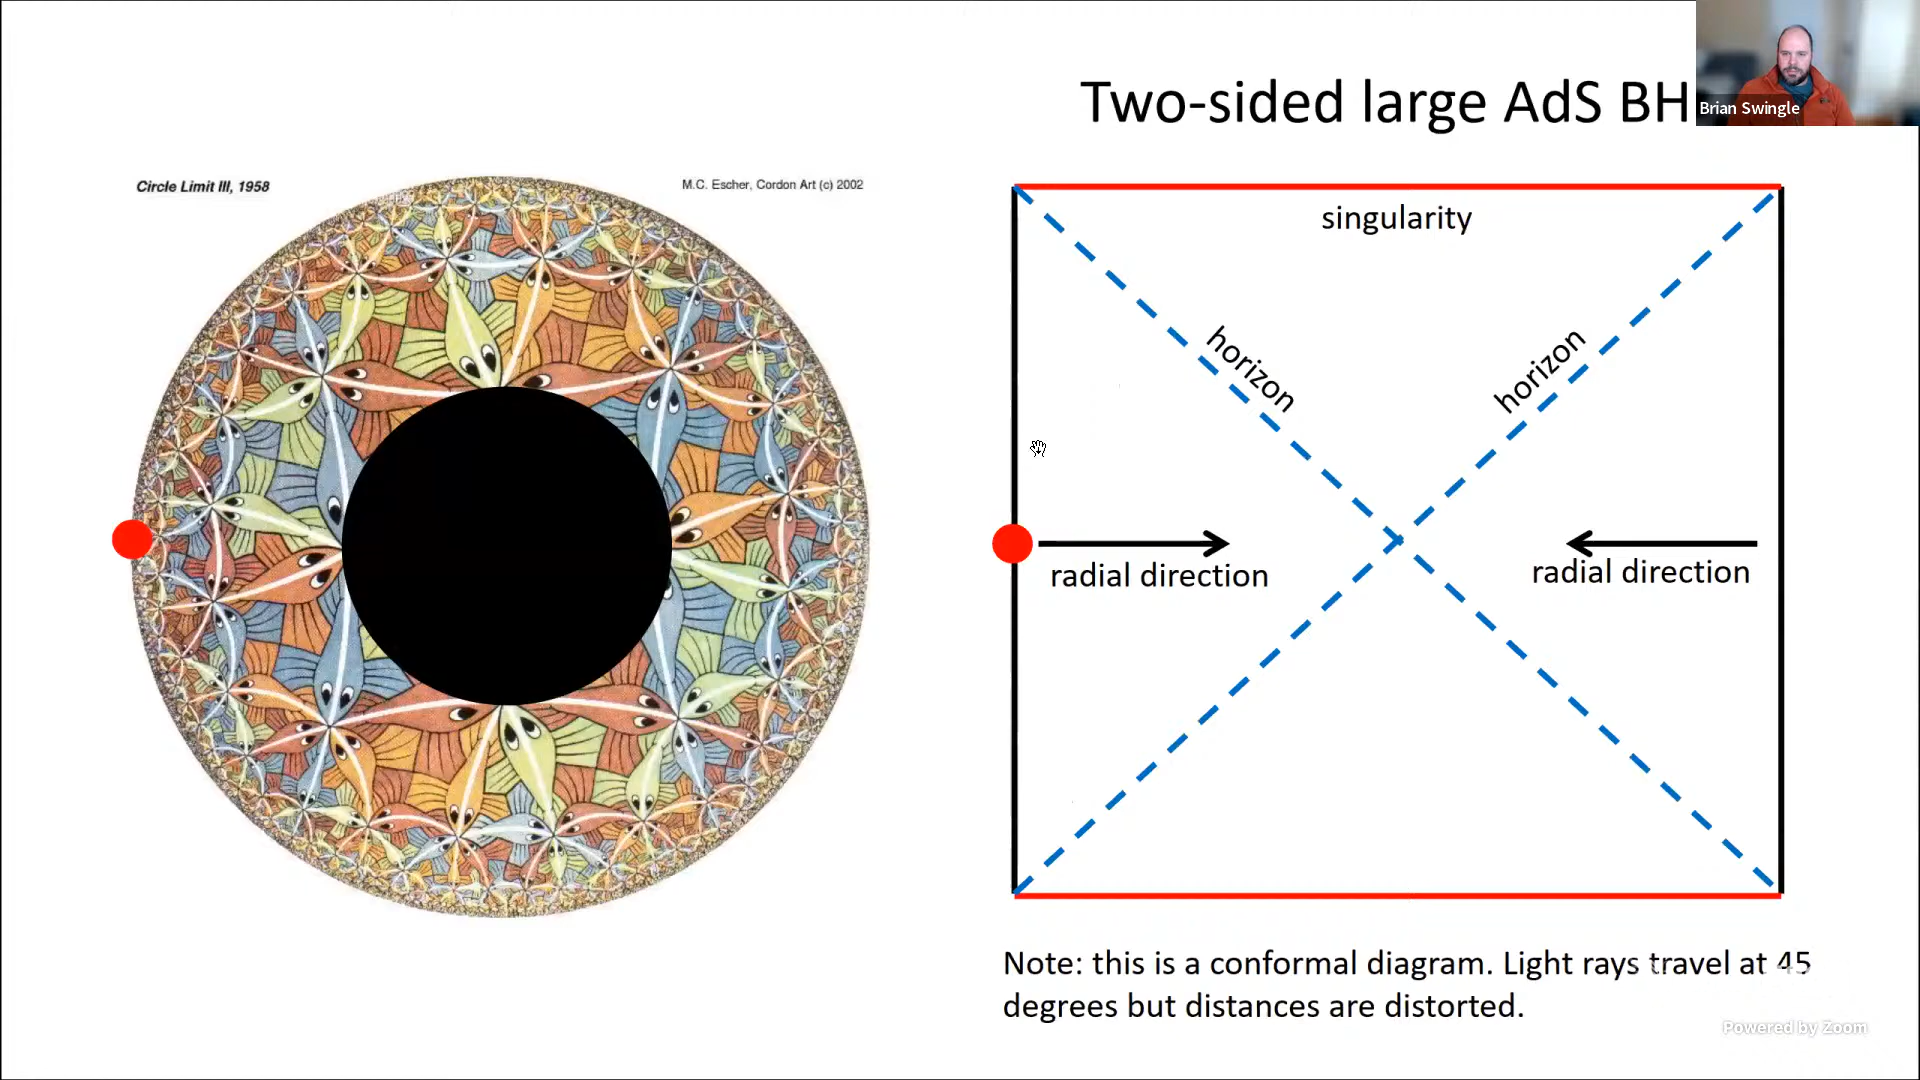 Two-sided large AdS BH
Brian Swingle
Circle Limit III, 1958
M.C. Escher, Cordon Art (c) 2002
singularity
horizon
horizon
radial direction
radial direction
Note: this is a conformal diagram. Light rays travel at 45
degrees but distances are distorted.
Powered by Zoom